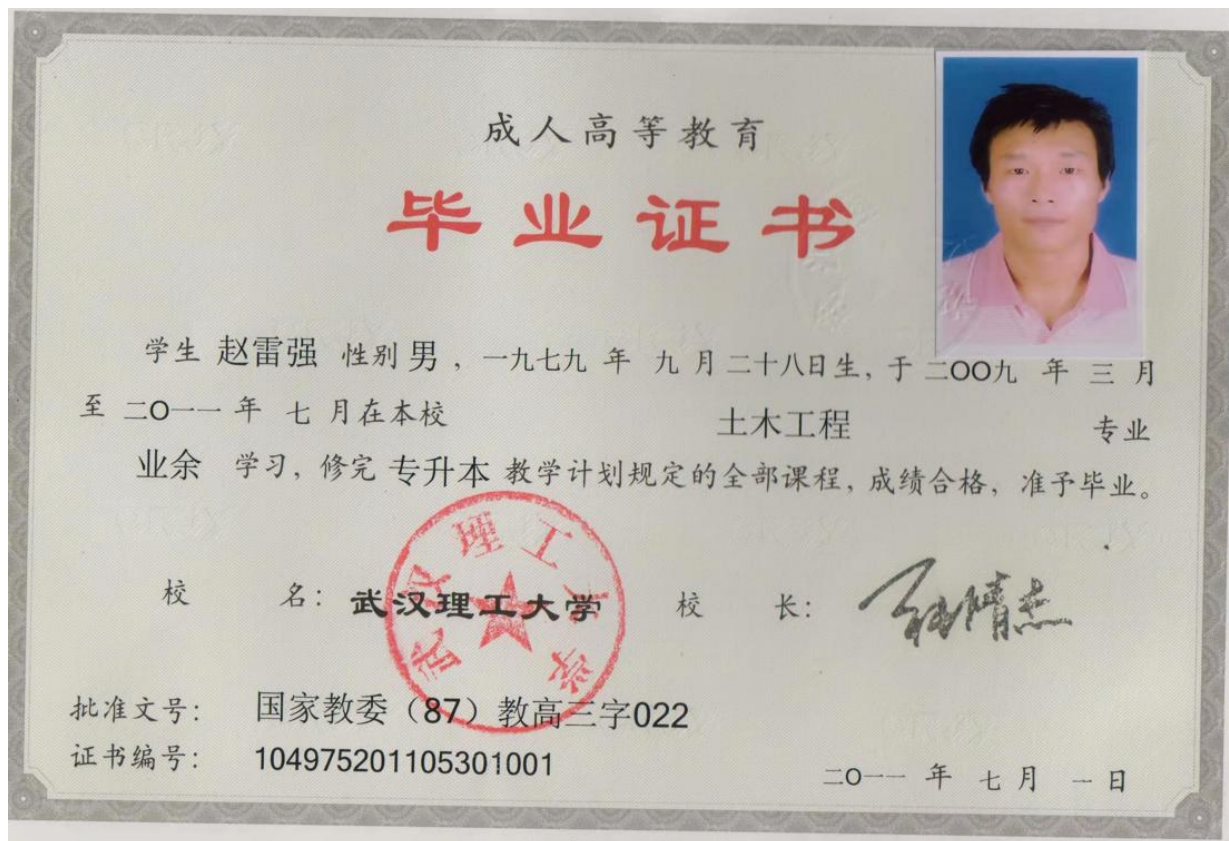 成人高等教育
毕业证书
学生 赵雷强 性别 男 , 一九七九 年 九 月 二十八日生, 于 二OO九 年 三 月
至 二O一一 年 七 月在本校 土木工程 专业
业余 学习, 修完 专升本 教学计划规定的全部课程, 成绩合格, 准予毕业。
校 名: 武汉理工大学 校 长:
武汉理工大学
批准文号: 国家教委（87）教高三字022
证书编号: 104975201105301001
二O一一 年 七 月 一 日